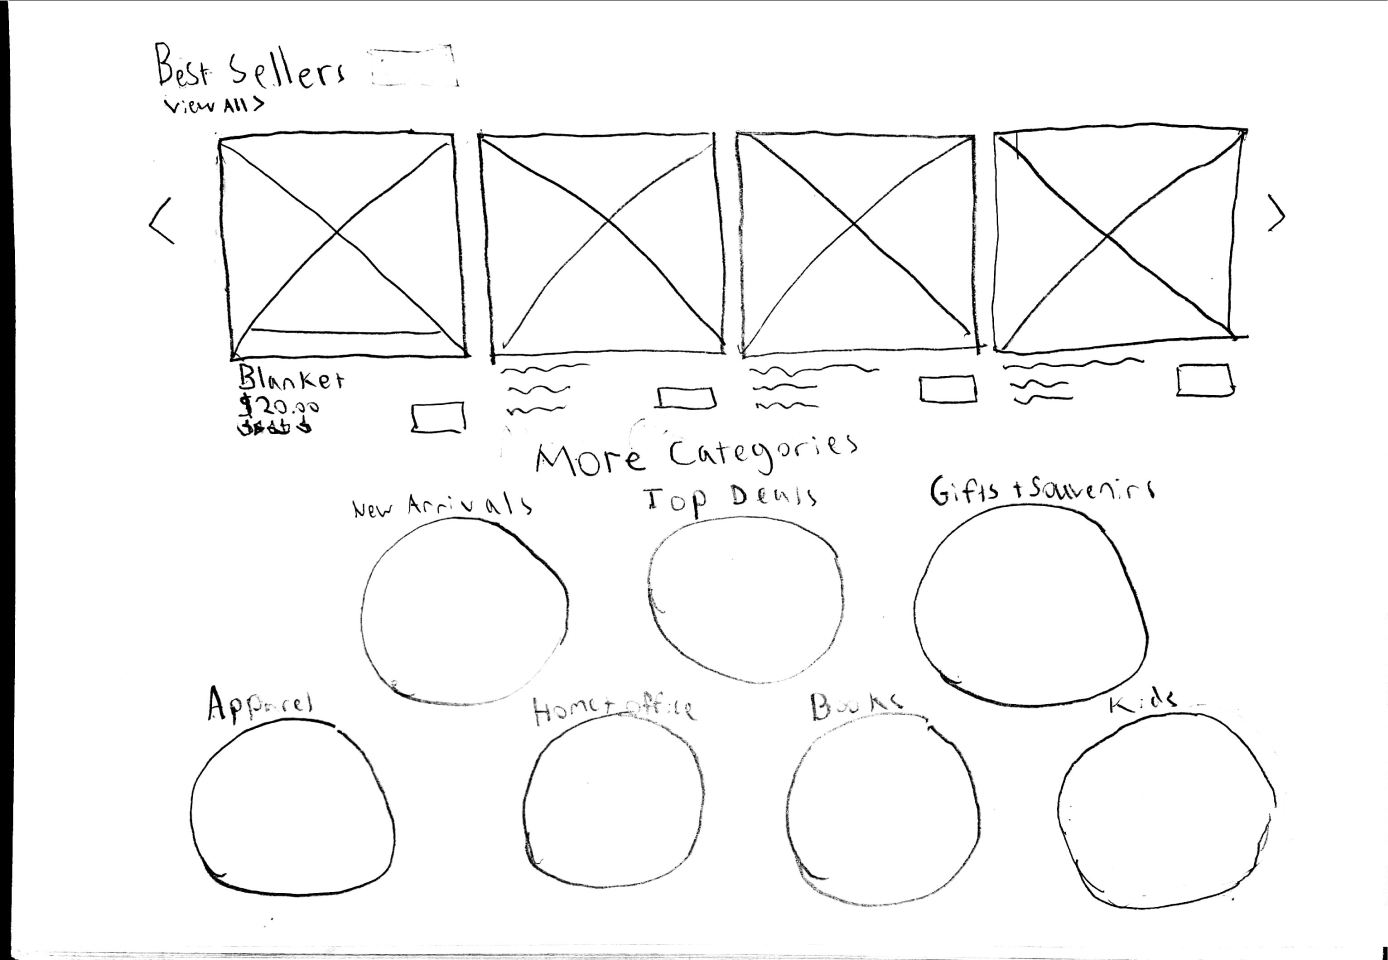 Best Sellers
View All >
<
>
Blanket
$20.00
More Categories
New Arrivals
Top Deals
Gifts + Souvenirs
Apparel
Home + office
Books
Kids